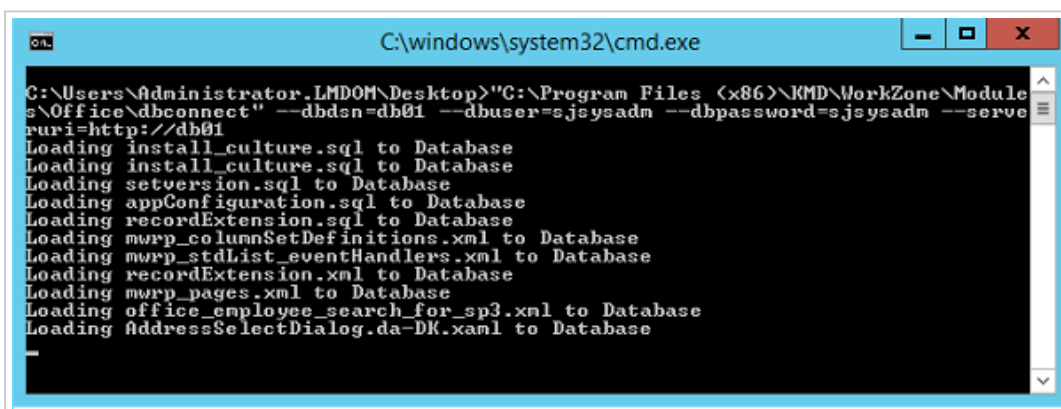 C:\windows\system32\cmd.exe
C:\Users\Administrator.LMDOM\Desktop>"C:\Program Files (x86)\KMD\WorkZone\Module
s\Office\dbconnect" --dbdsn=db01 --dbuser=sjsysadm --dbpassword=sjsysadm --serve
ruri=http://db01
Loading install_culture.sql to Database
Loading install_culture.sql to Database
Loading setversion.sql to Database
Loading appConfiguration.sql to Database
Loading recordExtension.sql to Database
Loading mwrp_columnSetDefinitions.xml to Database
Loading mwrp_stdList_eventHandlers.xml to Database
Loading recordExtension.xml to Database
Loading mwrp_pages.xml to Database
Loading office_employee_search_for_sp3.xml to Database
Loading AddressSelectDialog.da-DK.xaml to Database